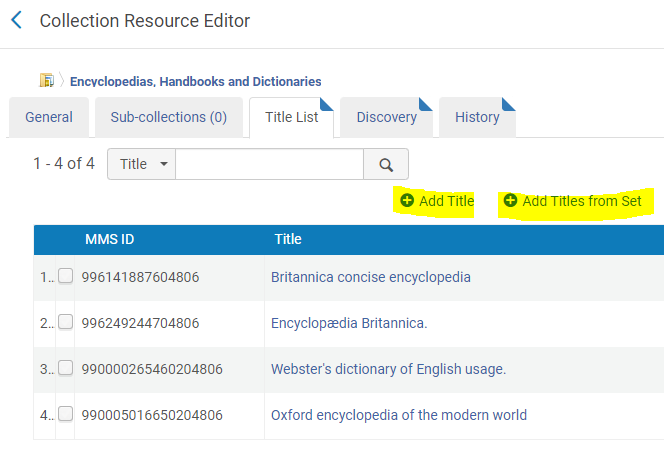 Collection Resource Editor
Encyclopedias, Handbooks and Dictionaries
General Sub-collections (0) Title List Discovery History
1 - 4 of 4 Title
Add Title Add Titles from Set
MMS ID Title
1.. 996141887604806 Britannica concise encyclopedia
2.. 996249244704806 Encyclopædia Britannica.
3.. 990000265460204806 Webster's dictionary of English usage.
4.. 990005016650204806 Oxford encyclopedia of the modern world